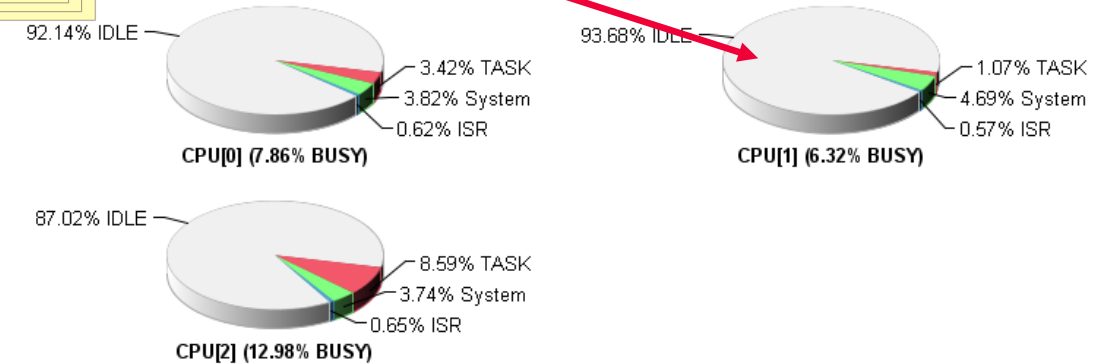 92.14% IDLE
3.42% TASK
3.82% System
0.62% ISR
CPU[0] (7.86% BUSY)
93.68% IDLE
1.07% TASK
4.69% System
0.57% ISR
CPU[1] (6.32% BUSY)
87.02% IDLE
8.59% TASK
3.74% System
0.65% ISR
CPU[2] (12.98% BUSY)